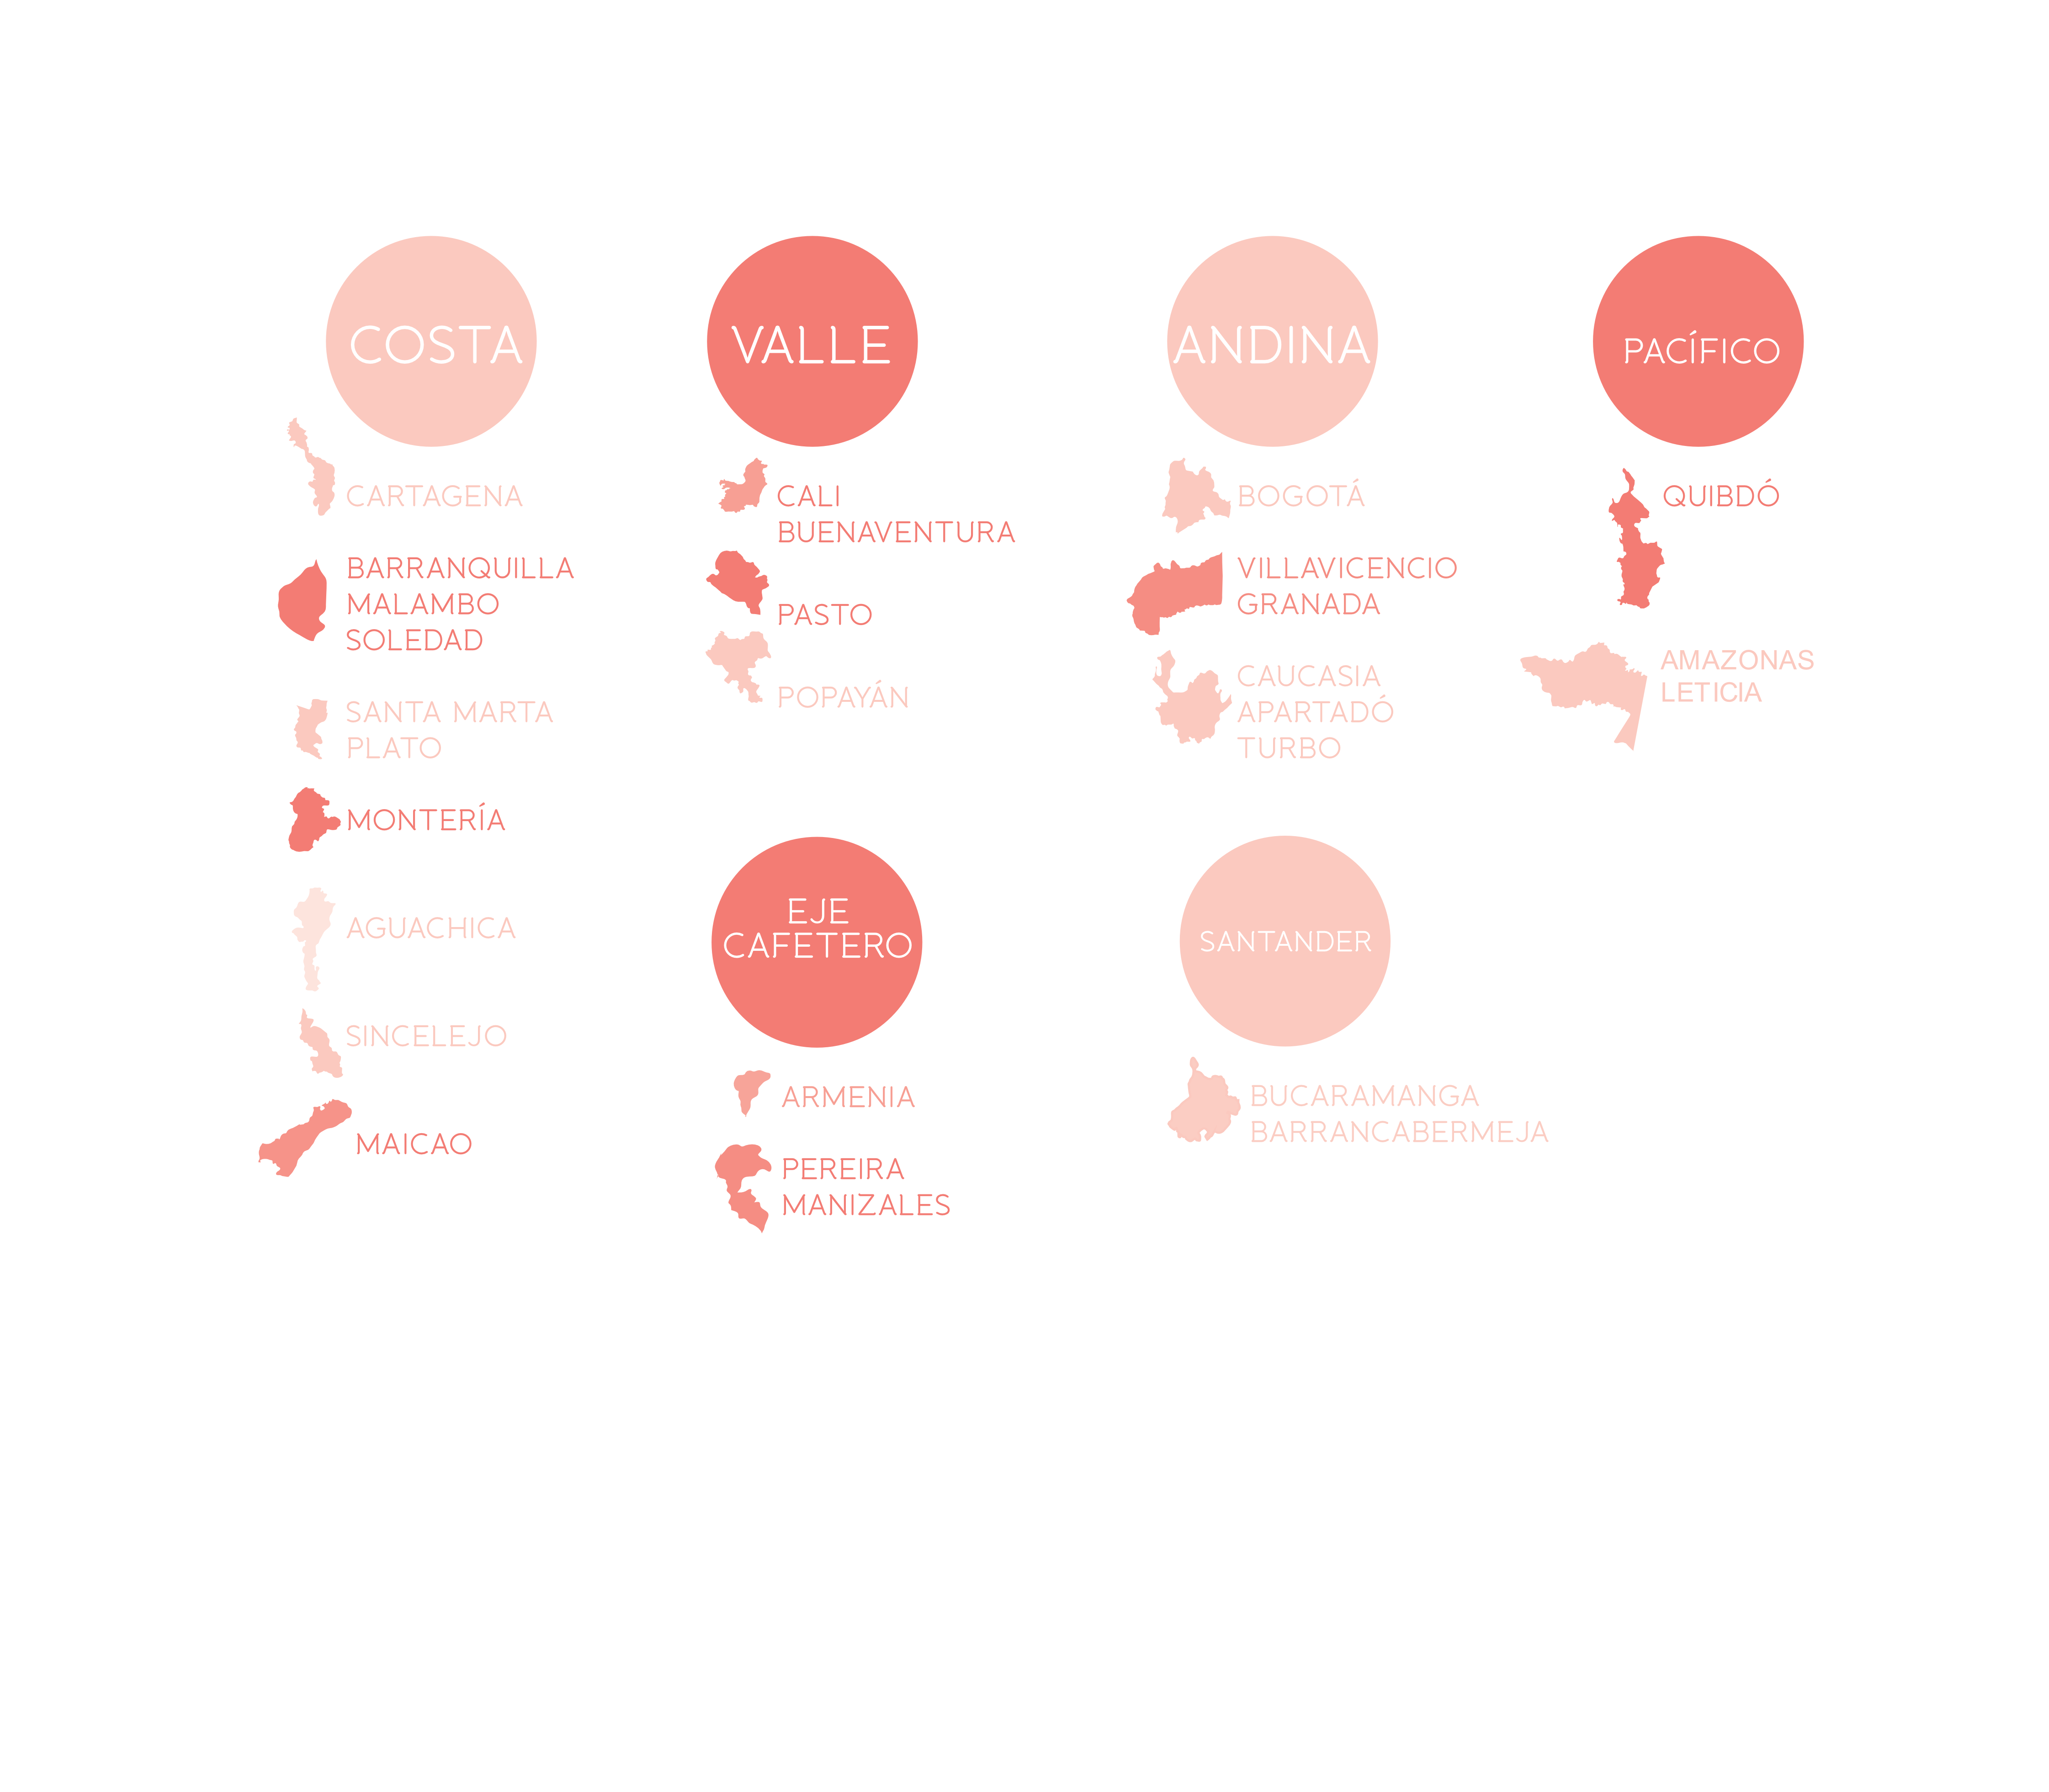 COSTA
CARTAGENA
BARRANQUILLA
MALAMBO
SOLEDAD
SANTA MARTA
PLATO
MONTERÍA
AGUACHICA
SINCELEJO
MAICAO
VALLE
CALI
BUENAVENTURA
PASTO
POPAYÁN
EJE
CAFETERO
ARMENIA
PEREIRA
MANIZALES
ANDINA
BOGOTÁ
VILLAVICENCIO
GRANADA
CAUCASIA
APARTADÓ
TURBO
SANTANDER
BUCARAMANGA
BARRANCABERMEJA
PACÍFICO
QUIBDÓ
AMAZONAS
LETICIA